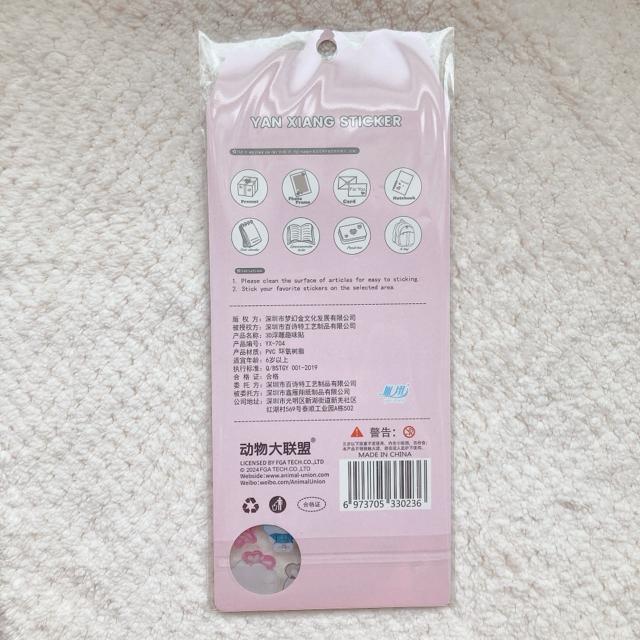 YAN XIANG STICKER
Present
Photo Frame
Card
For You
Notebook
1. Please clean the surface of articles for easy to sticking.
2. Stick your favorite stickers on the selected area.
版 权 方：深圳市梦幻金文化发展有限公司
被授权方：深圳市百诗特工艺制品有限公司
产品名称：3D浮雕趣味贴
产品编号：YX-704
产品材质：PVC 环氧树脂
适宜年龄：6岁以上
执行标准：Q/BSTGY 001-2019
合 格 证：合格
委 托 方：深圳市百诗特工艺制品有限公司
被委托方：深圳市鑫雁翔纸制品有限公司
公司地址：深圳市光明区新湖街道新羌社区
红湖村569号泰顺工业园A栋502
动物大联盟®
LICENSED BY FGA TECH.CO.,LTD
© 2024 FGA TECH.CO.,LTD
Webside:www.animal-union.com
Weibo:weibo.com/AnimalUnion
合格证
警告:
MADE IN CHINA
6 973705 330236